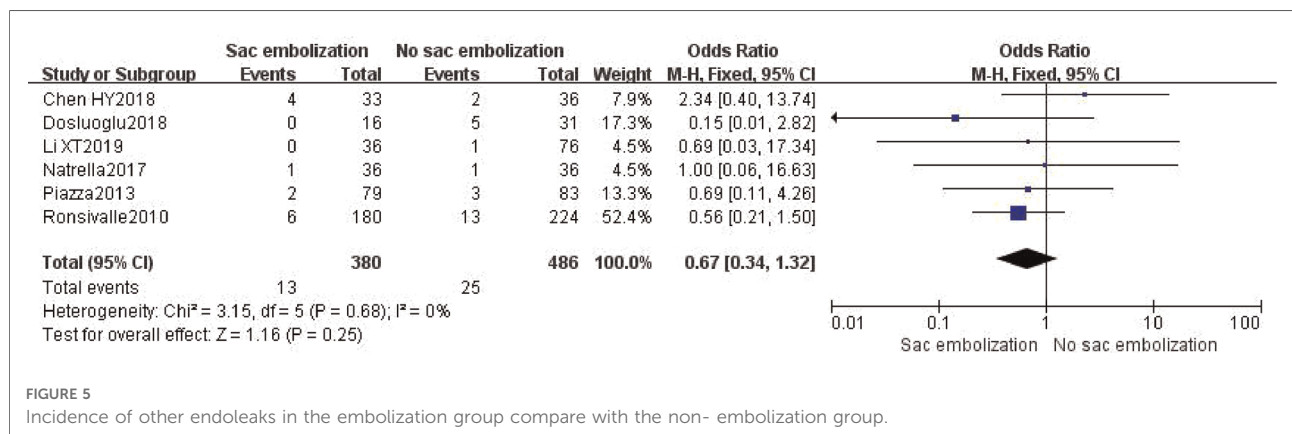 Sac embolization No sac embolization Odds Ratio Odds Ratio
Study or Subgroup Events Total Events Total Weight M-H, Fixed, 95% CI M-H, Fixed, 95% CI
Chen HY2018 4 33 2 36 7.9% 2.34 [0.40, 13.74]
Dosluoglu2018 0 16 5 31 17.3% 0.15 [0.01, 2.82]
Li XT2019 0 36 1 76 4.5% 0.69 [0.03, 17.34]
Natrella2017 1 36 1 36 4.5% 1.00 [0.06, 16.63]
Piazza2013 2 79 3 83 13.3% 0.69 [0.11, 4.26]
Ronsivalle2010 6 180 13 224 52.4% 0.56 [0.21, 1.50]
Total (95% CI) 380 486 100.0% 0.67 [0.34, 1.32]
Total events 13 25
Heterogeneity: Chi² = 3.15, df = 5 (P = 0.68); I² = 0%
Test for overall effect: Z = 1.16 (P = 0.25)
0.01 0.1 1 10 100
Sac embolization No sac embolization
FIGURE 5
Incidence of other endoleaks in the embolization group compare with the non- embolization group.